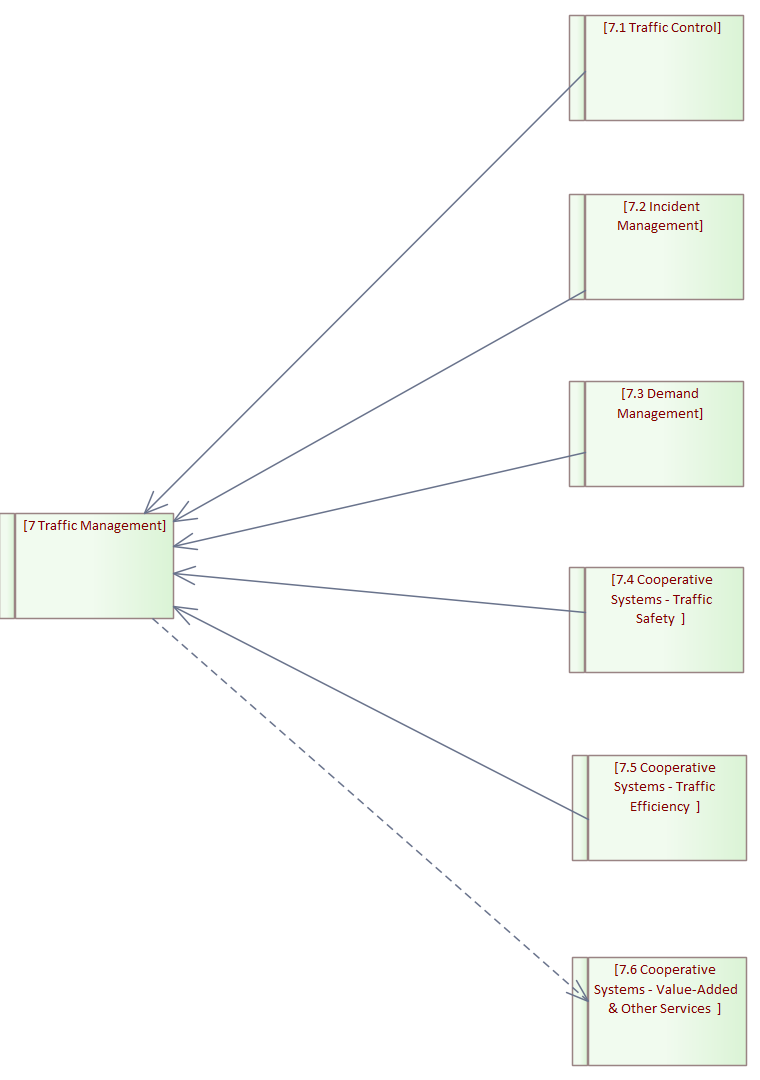 [7.1 Traffic Control]
[7.2 Incident
Management]
[7.3 Demand
Management]
[7 Traffic Management]
[7.4 Cooperative
Systems - Traffic
Safety ]
[7.5 Cooperative
Systems - Traffic
Efficiency ]
[7.6 Cooperative
Systems - Value-Added
& Other Services ]